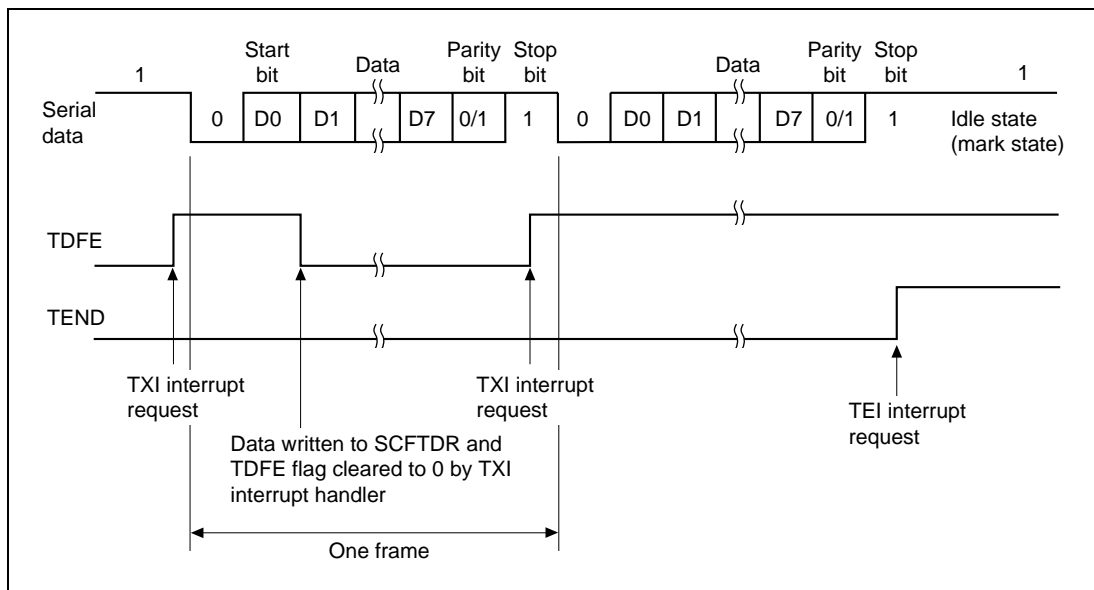 1
Start
bit
Data
Parity
bit
Stop
bit
Data
Parity
bit
Stop
bit
1
Serial
data
0 D0 D1 D7 0/1 1 0 D0 D1 D7 0/1 1
Idle state
(mark state)
TDFE
TEND
TXI interrupt
request
TXI interrupt
request
TEI interrupt
request
Data written to SCFTDR and
TDFE flag cleared to 0 by TXI
interrupt handler
One frame